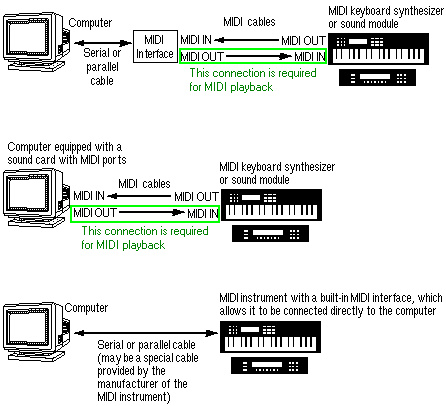 Computer
Serial or
parallel
cable
MIDI
Interface
MIDI cables
MIDI IN
MIDI OUT
MIDI OUT
MIDI IN
This connection is required
for MIDI playback
MIDI keyboard synthesizer
or sound module
Computer equipped with a
sound card with MIDI ports
MIDI cables
MIDI IN
MIDI OUT
MIDI OUT
MIDI IN
This connection is required
for MIDI playback
MIDI keyboard synthesizer
or sound module
Computer
Serial or parallel cable
(may be a special cable
provided by the
manufacturer of the
MIDI instrument)
MIDI instrument with a built-in MIDI interface, which
allows it to be connected directly to the computer